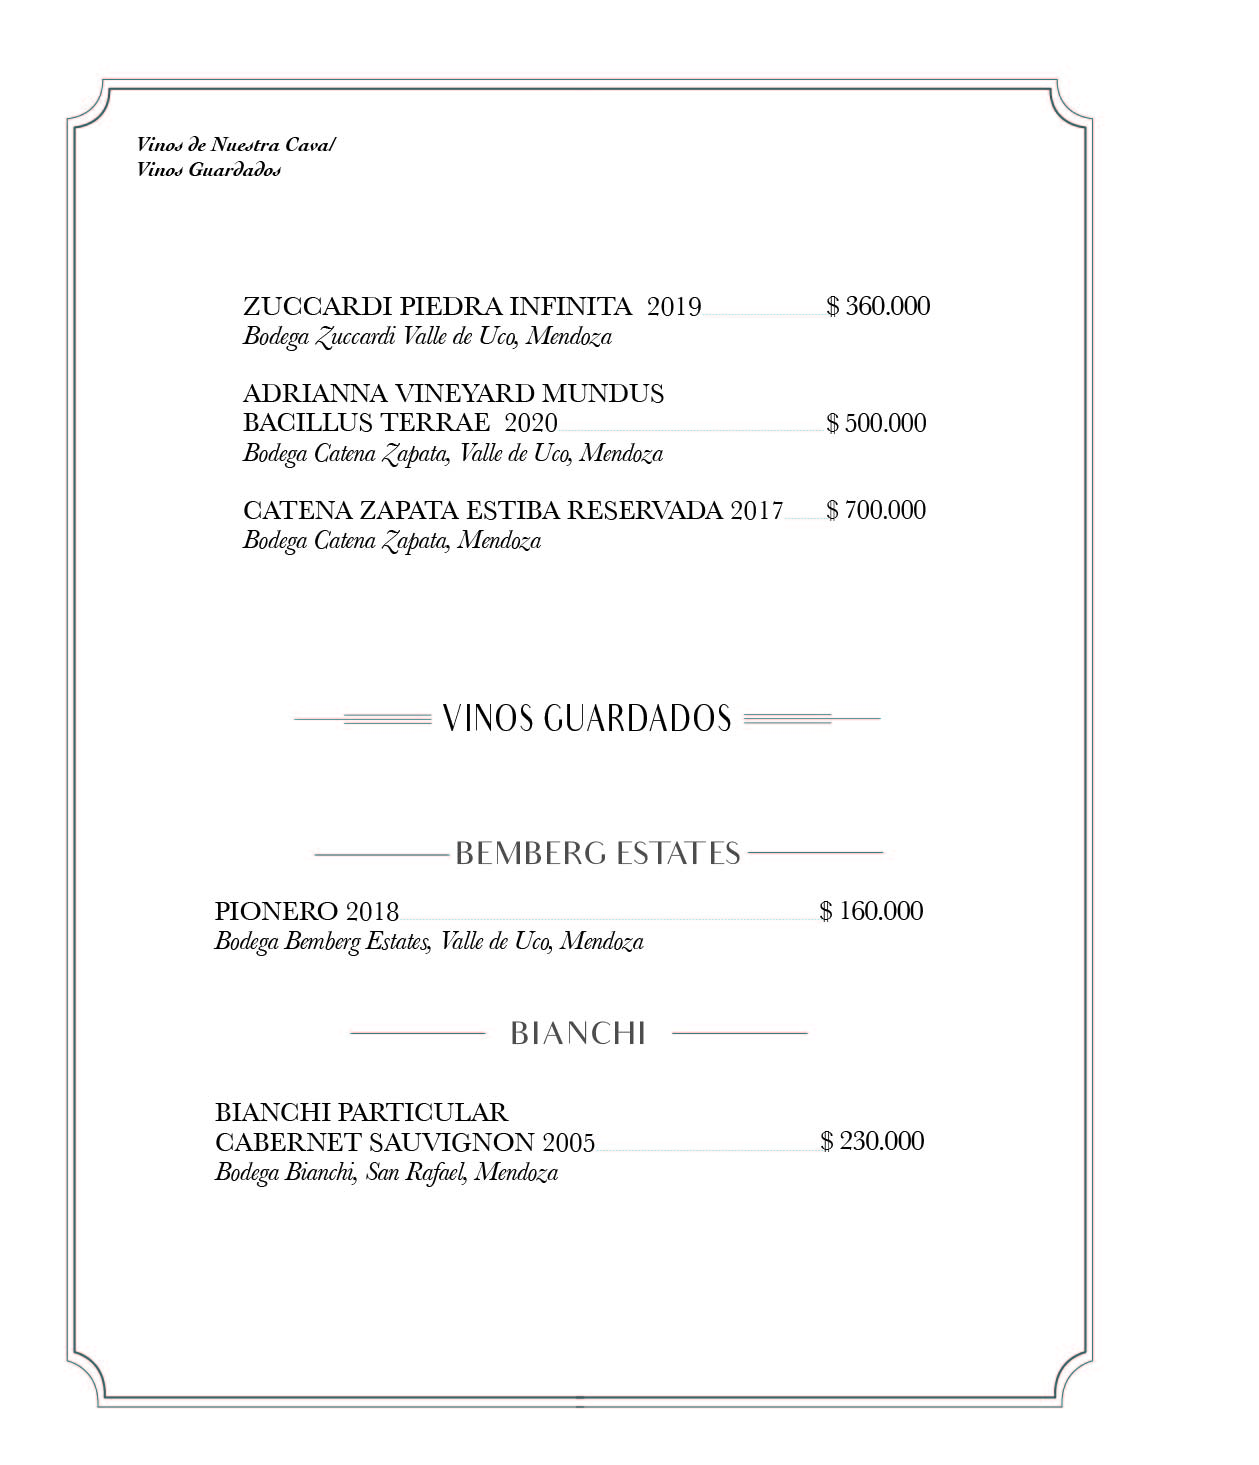 Vinos de Nuestra Cava/
Vinos Guardados
ZUCCARDI PIEDRA INFINITA 2019 $ 360.000
Bodega Zuccardi Valle de Uco, Mendoza
ADRIANNA VINEYARD MUNDUS
BACILLUS TERRAE 2020 $ 500.000
Bodega Catena Zapata, Valle de Uco, Mendoza
CATENA ZAPATA ESTIBA RESERVADA 2017 $ 700.000
Bodega Catena Zapata, Mendoza
VINOS GUARDADOS
BEMBERG ESTATES
PIONERO 2018 $ 160.000
Bodega Bemberg Estates, Valle de Uco, Mendoza
BIANCHI
BIANCHI PARTICULAR
CABERNET SAUVIGNON 2005 $ 230.000
Bodega Bianchi, San Rafael, Mendoza